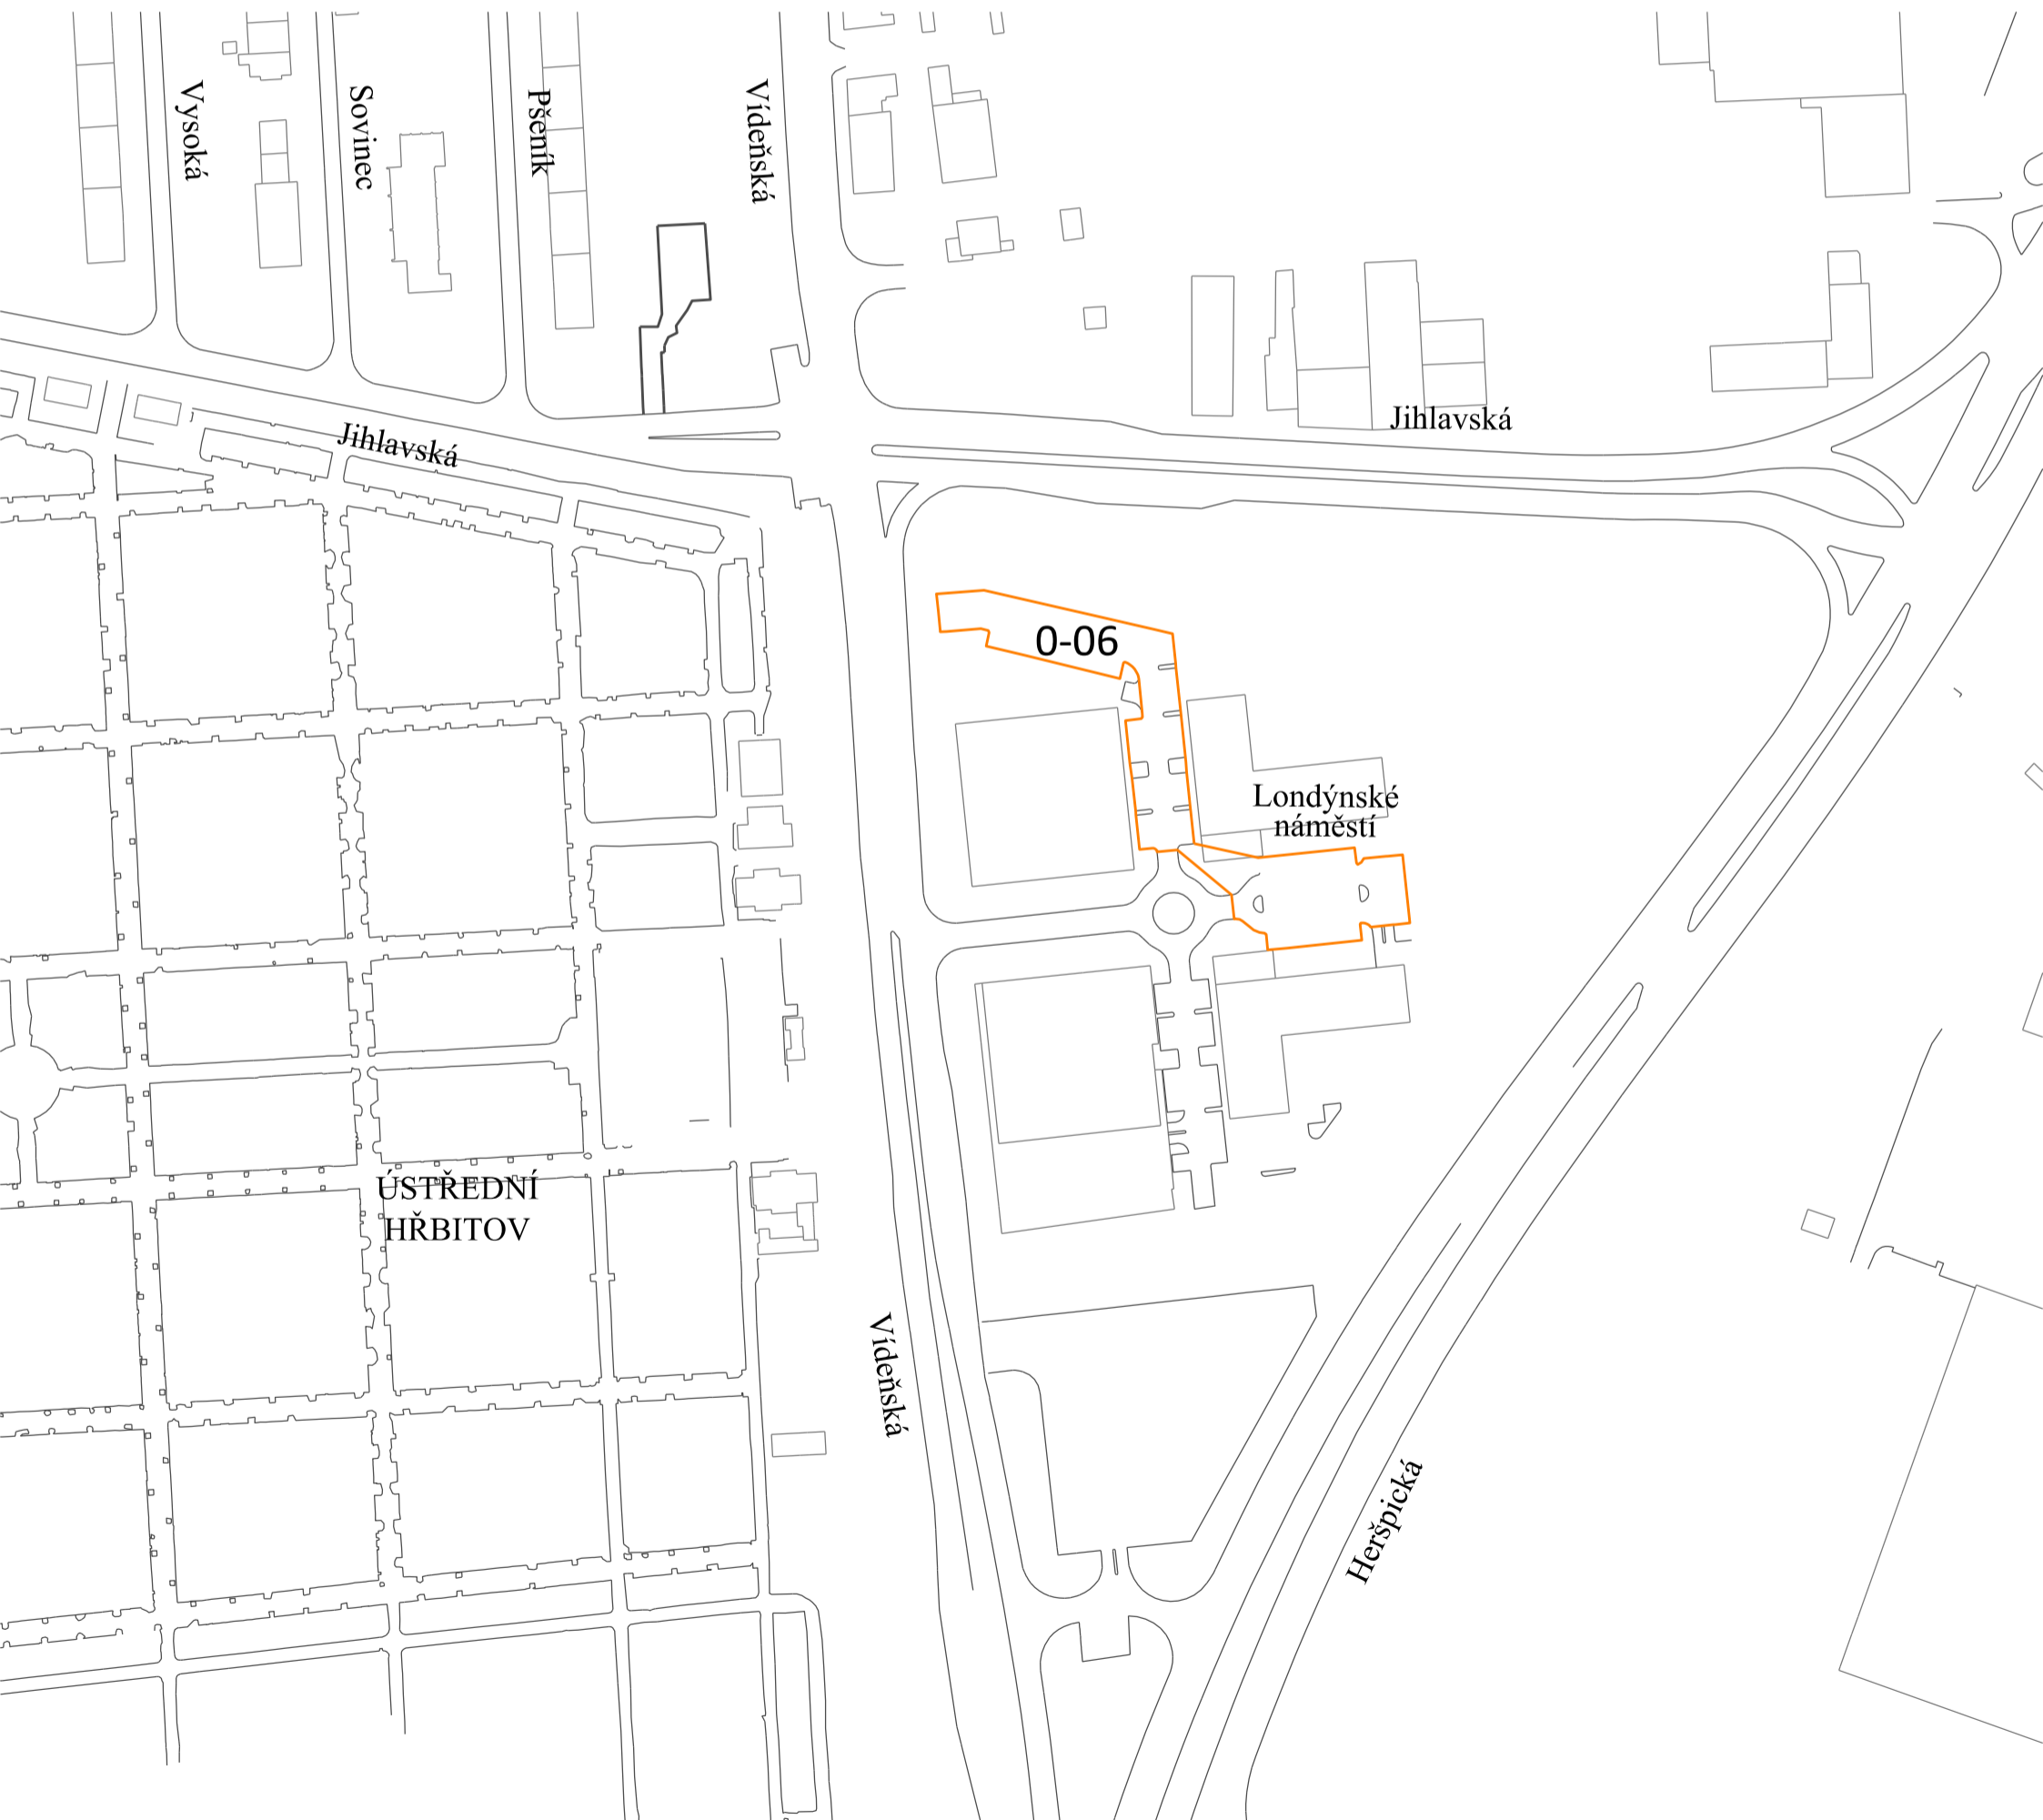 Vysoká
Sovinec
Pšeník
Vídeňská
Jihlavská
Jihlavská
0-06
Londýnské
náměstí
ÚSTŘEDNÍ
HŘBITOV
Vídeňská
Heršpická